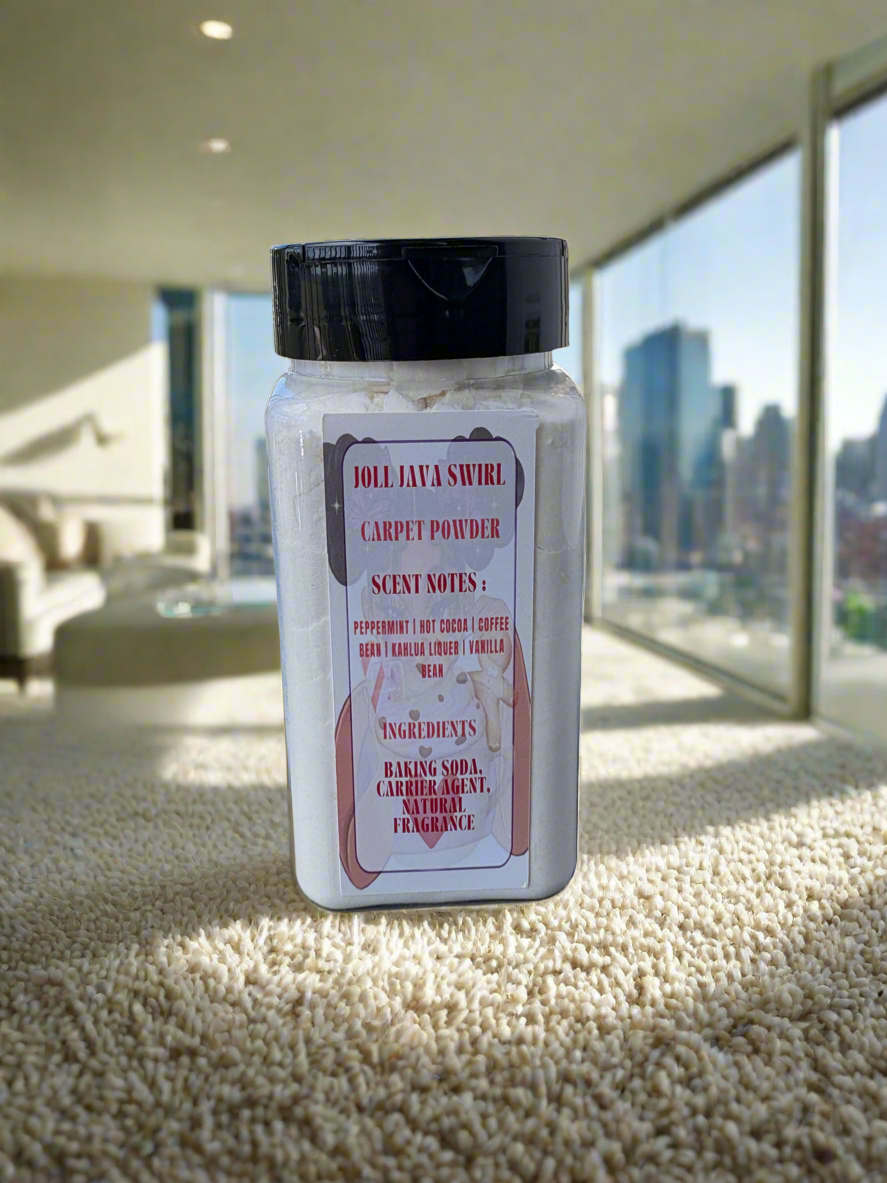 JOLL JAVA SWIRL
CARPET POWDER
SCENT NOTES :
PEPPERMINT | HOT COCOA | COFFEE
BEAN | KAHLUA LIQUER | VANILLA
BEAN
INGREDIENTS
BAKING SODA,
CARRIER AGENT,
NATURAL
FRAGRANCE